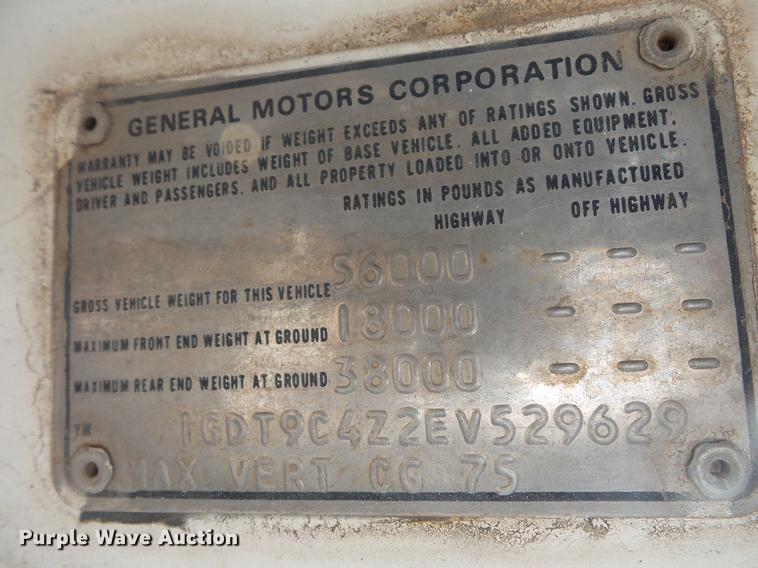 GENERAL MOTORS CORPORATION
WARRANTY MAY BE VOIDED IF WEIGHT EXCEEDS ANY OF RATINGS SHOWN. GROSS
VEHICLE WEIGHT INCLUDES WEIGHT OF BASE VEHICLE, ALL ADDED EQUIPMENT,
DRIVER AND PASSENGERS, AND ALL PROPERTY LOADED INTO OR ONTO VEHICLE.
RATINGS IN POUNDS AS MANUFACTURED
HIGHWAY OFF HIGHWAY
GROSS VEHICLE WEIGHT FOR THIS VEHICLE 56000 - - -
MAXIMUM FRONT END WEIGHT AT GROUND 18000 - - -
MAXIMUM REAR END WEIGHT AT GROUND 38000 - - -
VIN 1GDT9C4Z2EV529629
MAX VERT CG 75
Purple Wave Auction